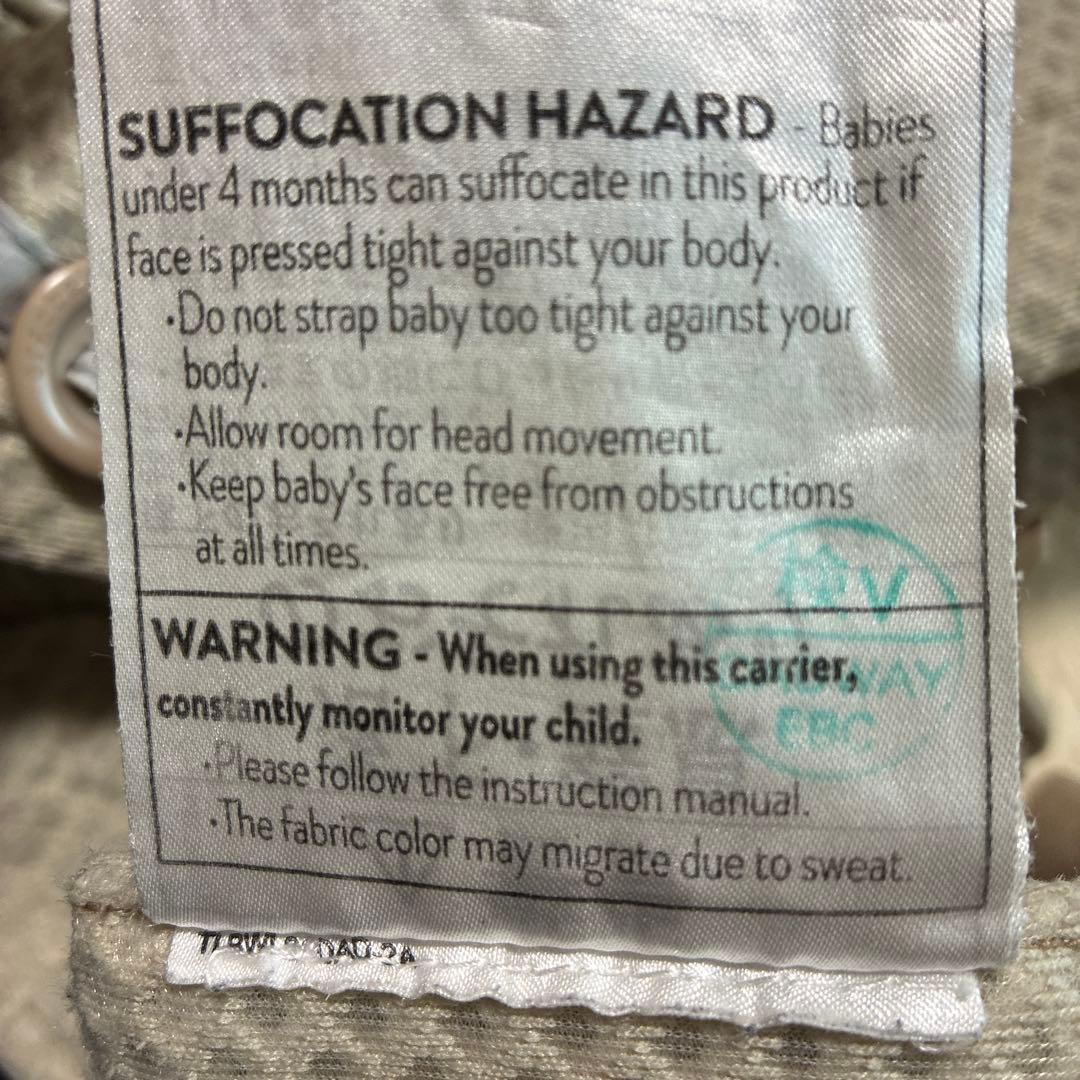 SUFFOCATION HAZARD - Babies
under 4 months can suffocate in this product if
face is pressed tight against your body.
•Do not strap baby too tight against your
body.
•Allow room for head movement.
•Keep baby's face free from obstructions
at all times.
WARNING - When using this carrier,
constantly monitor your child.
•Please follow the instruction manual.
•The fabric color may migrate due to sweat.
V
EBC